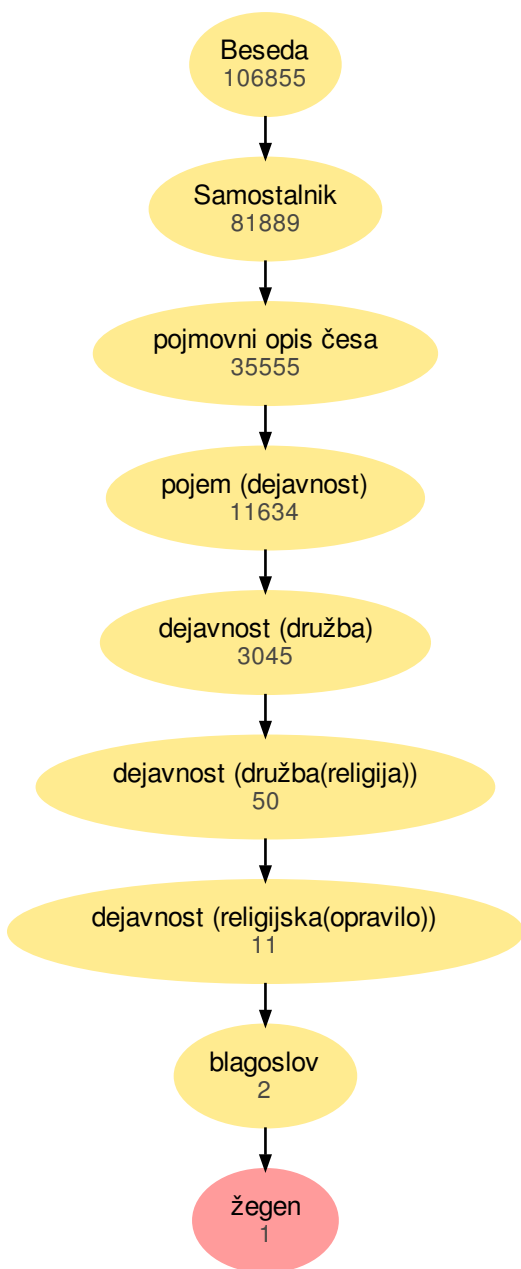 Beseda
106855
Samostalnik
81889
pojmovni opis česa
35555
pojem (dejavnost)
11634
dejavnost (družba)
3045
dejavnost (družba(religija))
50
dejavnost (religijska(opravilo))
11
blagoslov
2
žegen
1